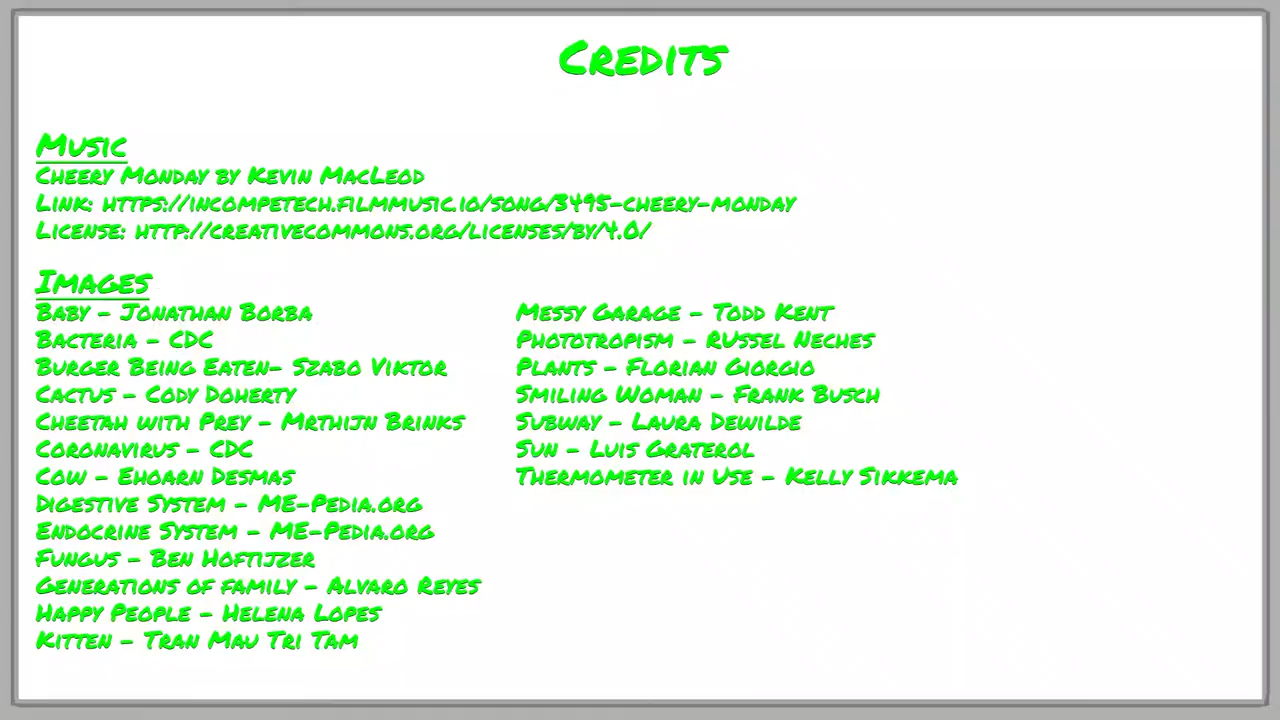 Credits
Music
Cheery Monday by Kevin MacLeod
Link: https://incompetech.filmmusic.io/song/3495-cheery-monday
License: http://creativecommons.org/licenses/by/4.0/
Images
Baby - Jonathan Borba
Bacteria - CDC
Burger Being Eaten- Szabo Viktor
Cactus - Cody Doherty
Cheetah with Prey - Mrthijn Brinks
Coronavirus - CDC
Cow - Ehoarn Desmas
Digestive System - ME-Pedia.org
Endocrine System - ME-Pedia.org
Fungus - Ben Hoftijzer
Generations of family - Alvaro Reyes
Happy People - Helena Lopes
Kitten - Tran Mau Tri Tam
Messy Garage - Todd Kent
Phototropism - RUssel Neches
Plants - Florian Giorgio
Smiling Woman - Frank Busch
Subway - Laura Dewilde
Sun - Luis Graterol
Thermometer in Use - Kelly Sikkema